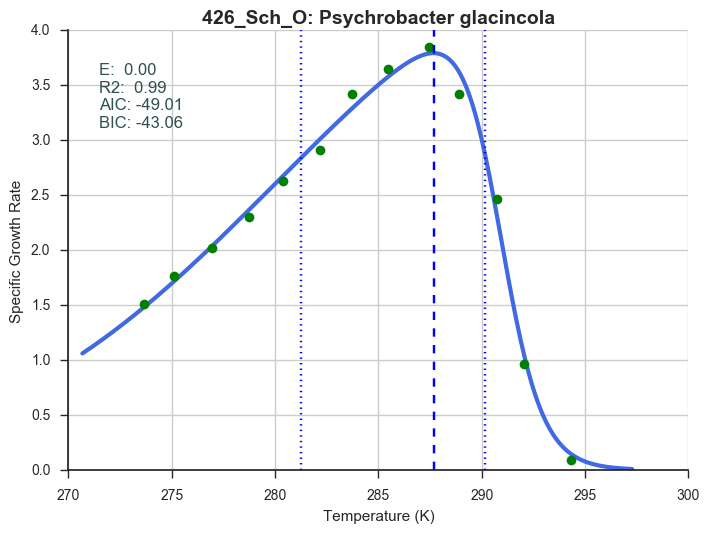 426_Sch_O: Psychrobacter glacincola
E:  0.00
R2:  0.99
AIC: -49.01
BIC: -43.06
Specific Growth Rate
4.0
3.5
3.0
2.5
2.0
1.5
1.0
0.5
0.0
270 275 280 285 290 295 300
Temperature (K)